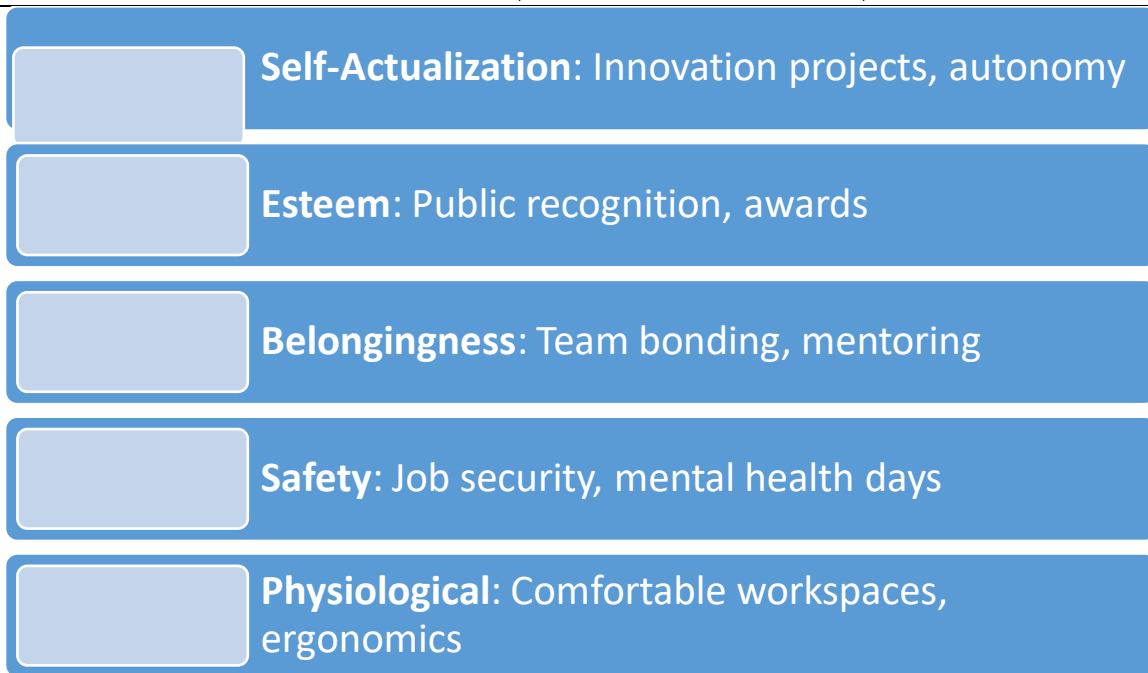 Self-Actualization: Innovation projects, autonomy
Esteem: Public recognition, awards
Belongingness: Team bonding, mentoring
Safety: Job security, mental health days
Physiological: Comfortable workspaces,
ergonomics